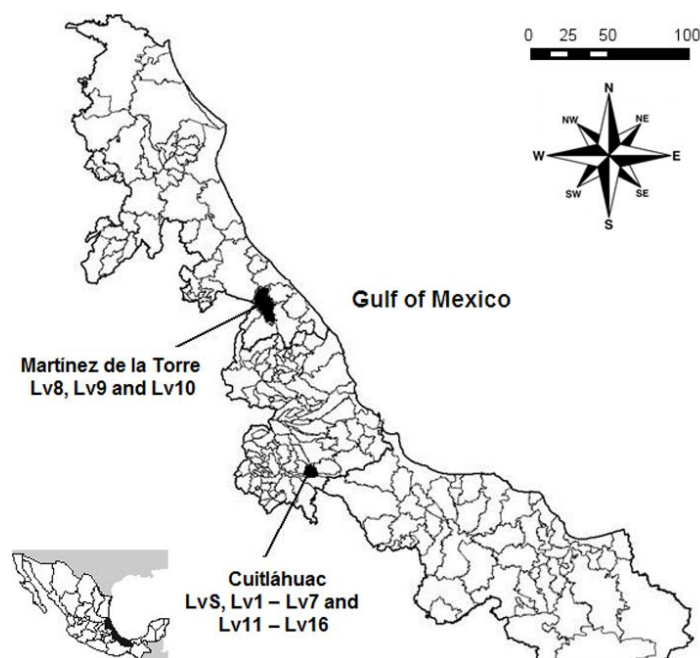 0 25 50 100
N
NW NE
W E
SW SE
S
Gulf of Mexico
Martínez de la Torre
Lv8, Lv9 and Lv10
Cuitláhuac
LvS, Lv1 – Lv7 and
Lv11 – Lv16